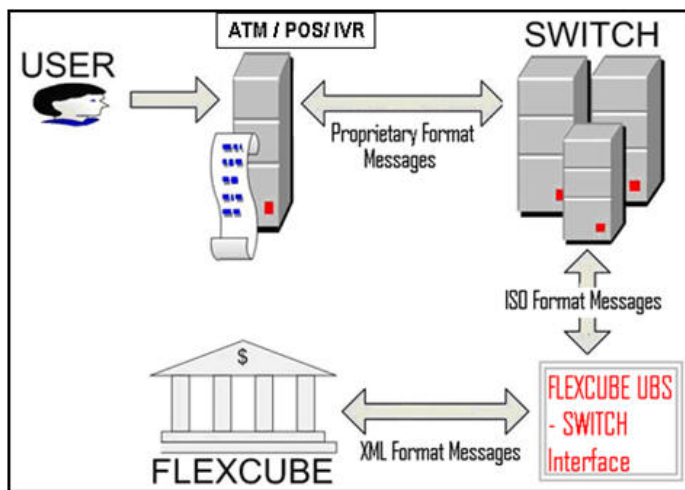 ATM / POS/ IVR
USER
SWITCH
Proprietary Format
Messages
ISO Format Messages
$
FLEXCUBE
XML Format Messages
FLEXCUBE UBS
- SWITCH
Interface